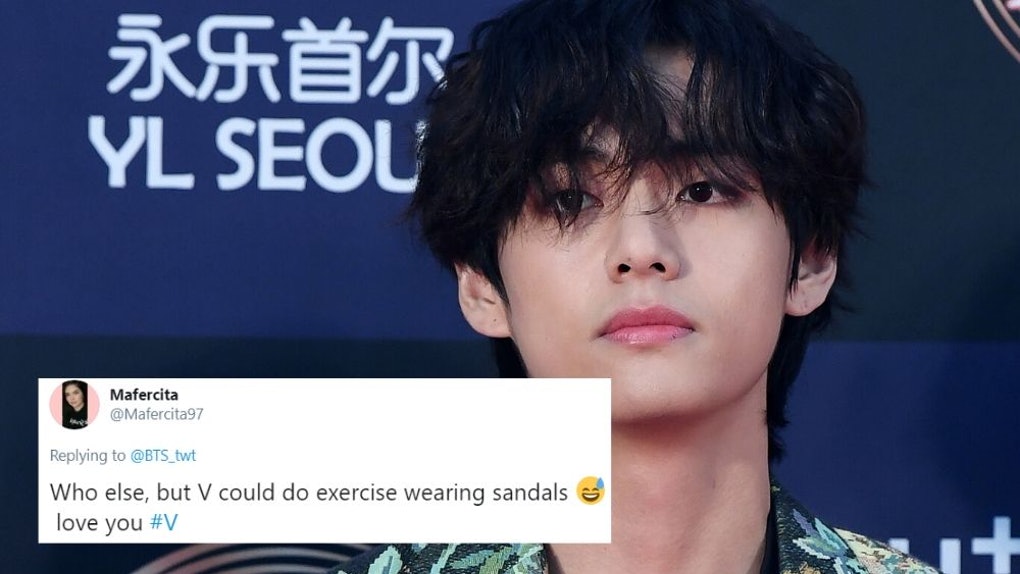 永乐首尔
YL SEOU
Mafercita
@Mafercita97
Replying to @BTS_twt
Who else, but V could do exercise wearing sandals 😅
love you #V